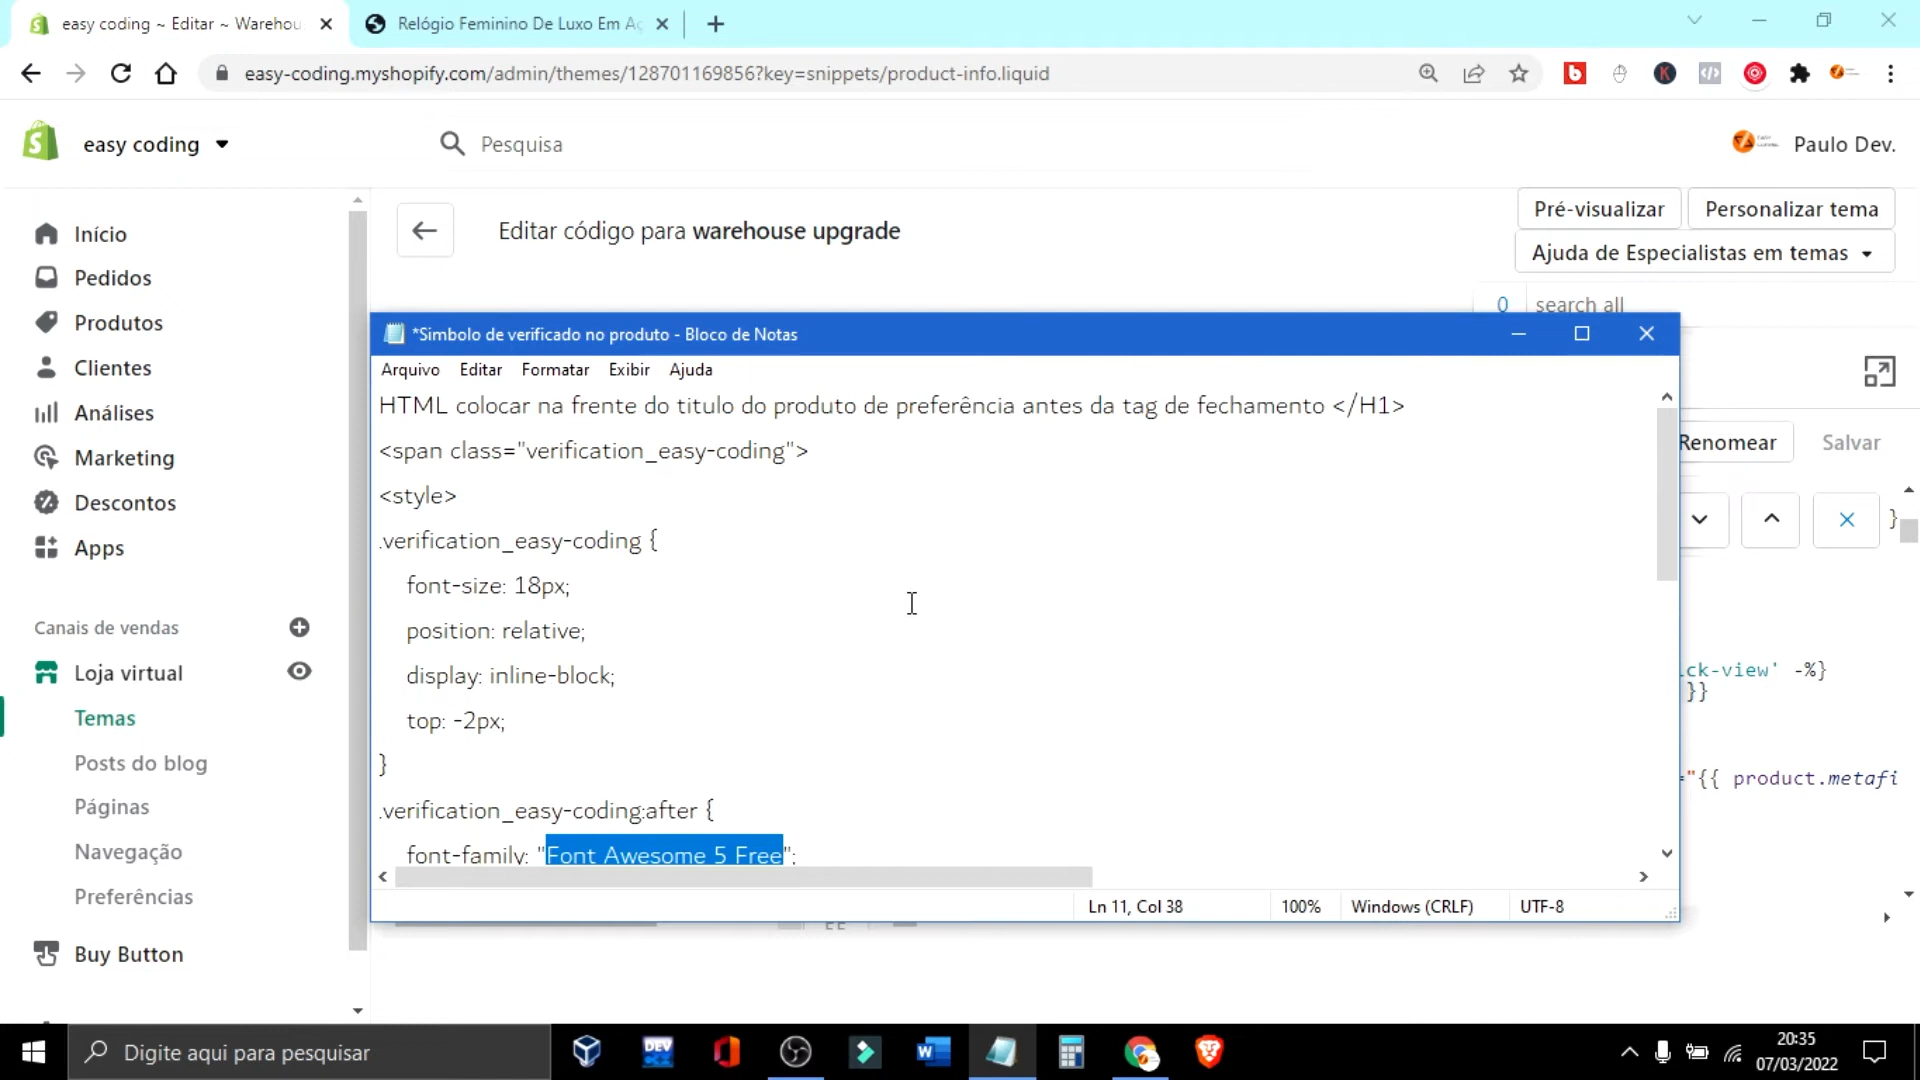 easy coding ~ Editar ~ Warehou
Relógio Feminino De Luxo Em Aç
easy-coding.myshopify.com/admin/themes/128701169856?key=snippets/product-info.liquid
easy coding
Pesquisa
Paulo Dev.
Início
Pedidos
Produtos
Clientes
Análises
Marketing
Descontos
Apps
Canais de vendas
Loja virtual
Temas
Posts do blog
Páginas
Navegação
Preferências
Buy Button
Editar código para warehouse upgrade
Pré-visualizar
Personalizar tema
Ajuda de Especialistas em temas
0 search all
Renomear
Salvar
}
ck-view' -%}
}}
="{{ product.metafi
*Simbolo de verificado no produto - Bloco de Notas
Arquivo Editar Formatar Exibir Ajuda
HTML colocar na frente do titulo do produto de preferência antes da tag de fechamento </H1>
<span class="verification_easy-coding">
<style>
.verification_easy-coding {
font-size: 18px;
position: relative;
display: inline-block;
top: -2px;
}
.verification_easy-coding:after {
font-family: "Font Awesome 5 Free";
Ln 11, Col 38
100%
Windows (CRLF)
UTF-8
Digite aqui para pesquisar
DEV
20:35
07/03/2022